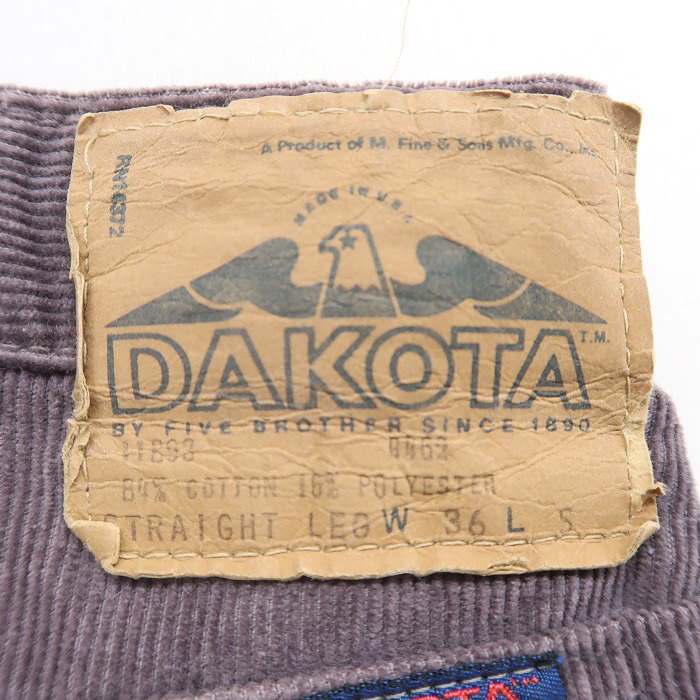 A Product of M. Fine & Sons Mfg. Co., Inc.
RN16372
MADE IN U.S.A.
DAKOTA T.M.
BY FIVE BROTHER SINCE 1890
84% COTTON 16% POLYESTER
STRAIGHT LEG W 36 L